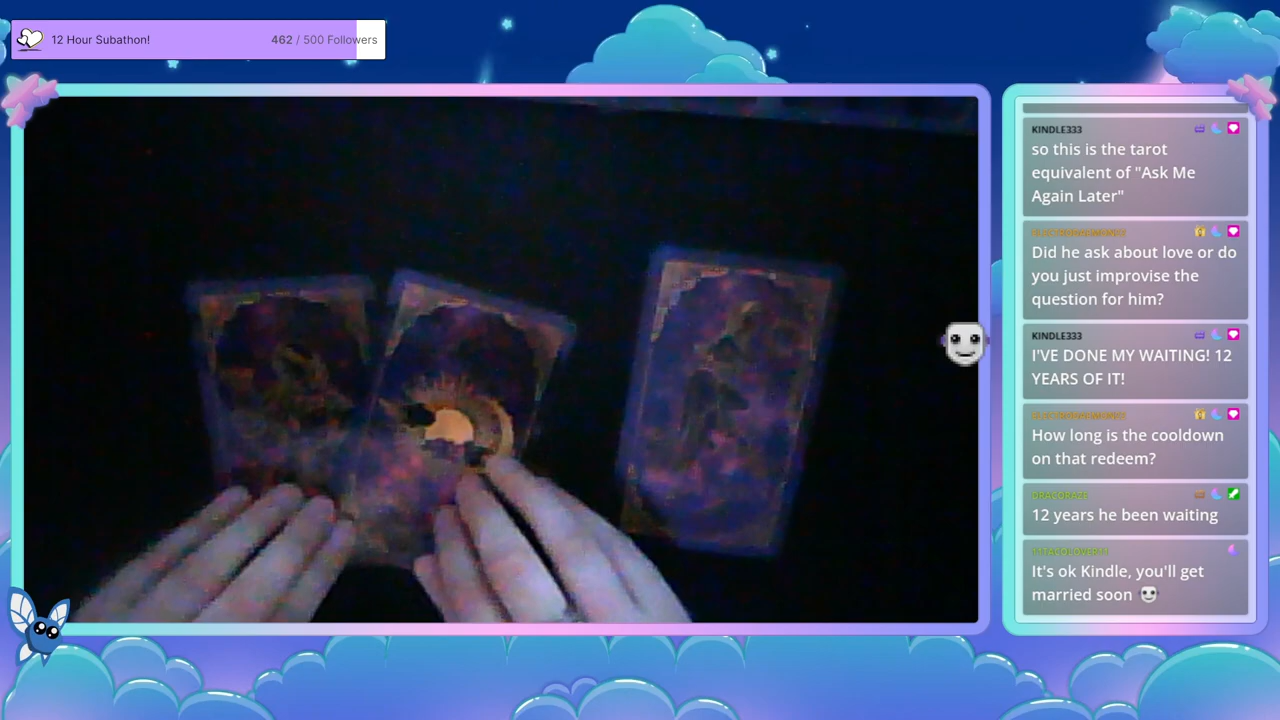 12 Hour Subathon!
462 / 500 Followers
KINDLE333
so this is the tarot
equivalent of "Ask Me
Again Later"
Did he ask about love or do
you just improvise the
question for him?
KINDLE333
I'VE DONE MY WAITING! 12
YEARS OF IT!
How long is the cooldown
on that redeem?
DRACORAZE
12 years he been waiting
It's ok Kindle, you'll get
married soon